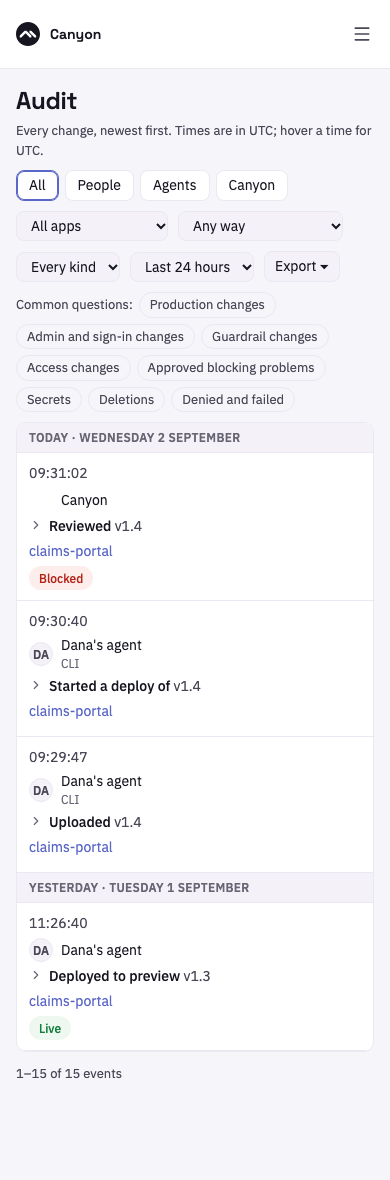 Canyon
Audit
Every change, newest first. Times are in UTC; hover a time for
UTC.
All
People
Agents
Canyon
All apps
Any way
Every kind
Last 24 hours
Export
Common questions:
Production changes
Admin and sign-in changes
Guardrail changes
Access changes
Approved blocking problems
Secrets
Deletions
Denied and failed
TODAY · WEDNESDAY 2 SEPTEMBER
09:31:02
Canyon
Reviewed v1.4
claims-portal
Blocked
09:30:40
DA
Dana's agent
CLI
Started a deploy of v1.4
claims-portal
09:29:47
DA
Dana's agent
CLI
Uploaded v1.4
claims-portal
YESTERDAY · TUESDAY 1 SEPTEMBER
11:26:40
DA
Dana's agent
Deployed to preview v1.3
claims-portal
Live
1–15 of 15 events